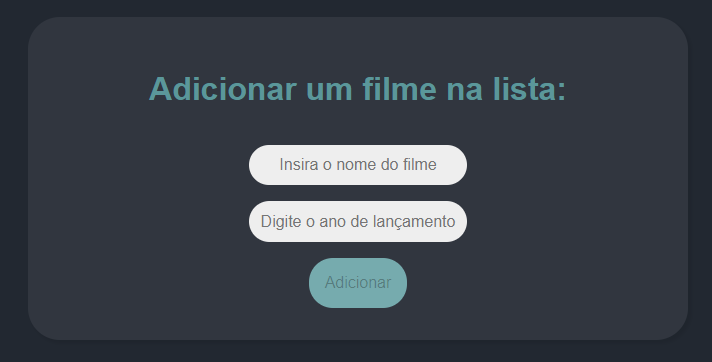 Adicionar um filme na lista:
Insira o nome do filme
Digite o ano de lançamento
Adicionar